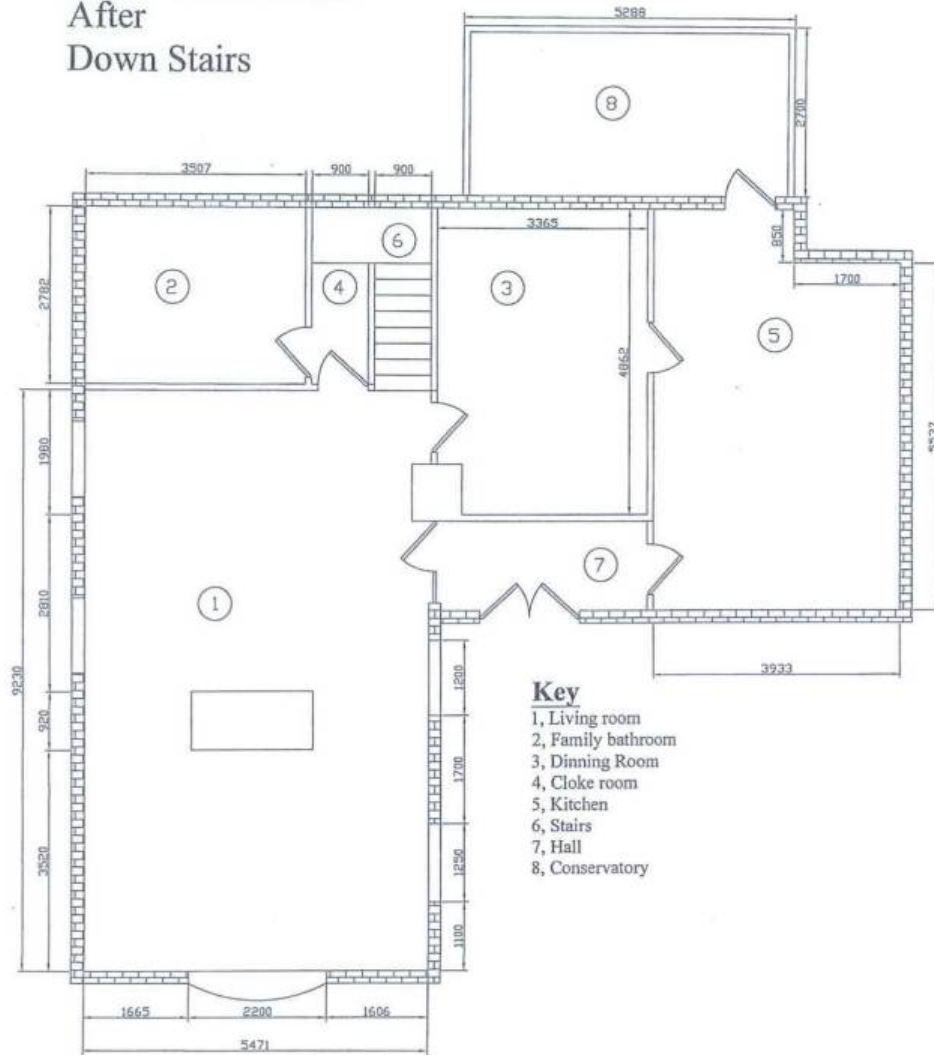 After
Down Stairs
5288
8
2700
3507
900
900
6
3365
850
2
4
3
1700
2782
5
4862
1980
7
1
2810
9230
3933
1200
Key
1, Living room
2, Family bathroom
3, Dinning Room
4, Cloke room
5, Kitchen
6, Stairs
7, Hall
8, Conservatory
920
1700
3520
1250
1100
1665
2200
1606
5471